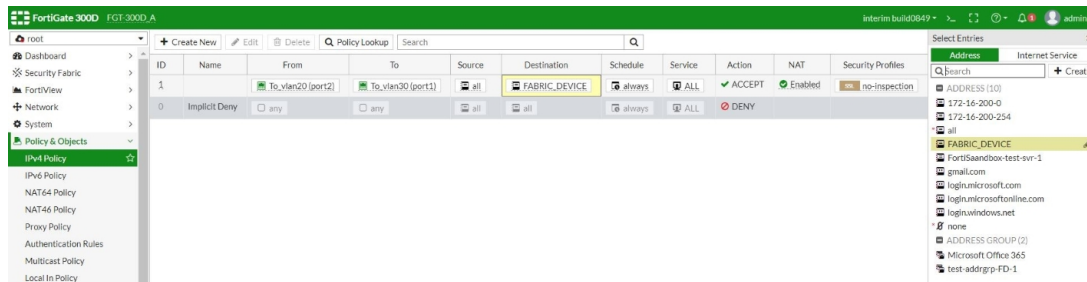 FortiGate 300D FGT-300D_A interim build0849 admin
root + Create New Edit Delete Policy Lookup Search Select Entries
Dashboard Address Internet Service
Security Fabric ID Name From To Source Destination Schedule Service Action NAT Security Profiles Search + Creat
FortiView 1 To_vlan20 (port2) To_vlan30 (port1) all FABRIC_DEVICE always ALL ACCEPT Enabled no-inspection ADDRESS (10)
Network 0 Implicit Deny any any all all always ALL DENY 172-16-200-0
System 172-16-200-254
Policy & Objects all
IPv4 Policy FABRIC_DEVICE
IPv6 Policy FortiSaandbox-test-svr-1
NAT64 Policy gmail.com
NAT46 Policy login.microsoft.com
Proxy Policy login.microsoftonline.com
Authentication Rules login.windows.net
Multicast Policy none
Local In Policy ADDRESS GROUP (2)
Microsoft Office 365
test-addrgrp-FD-1